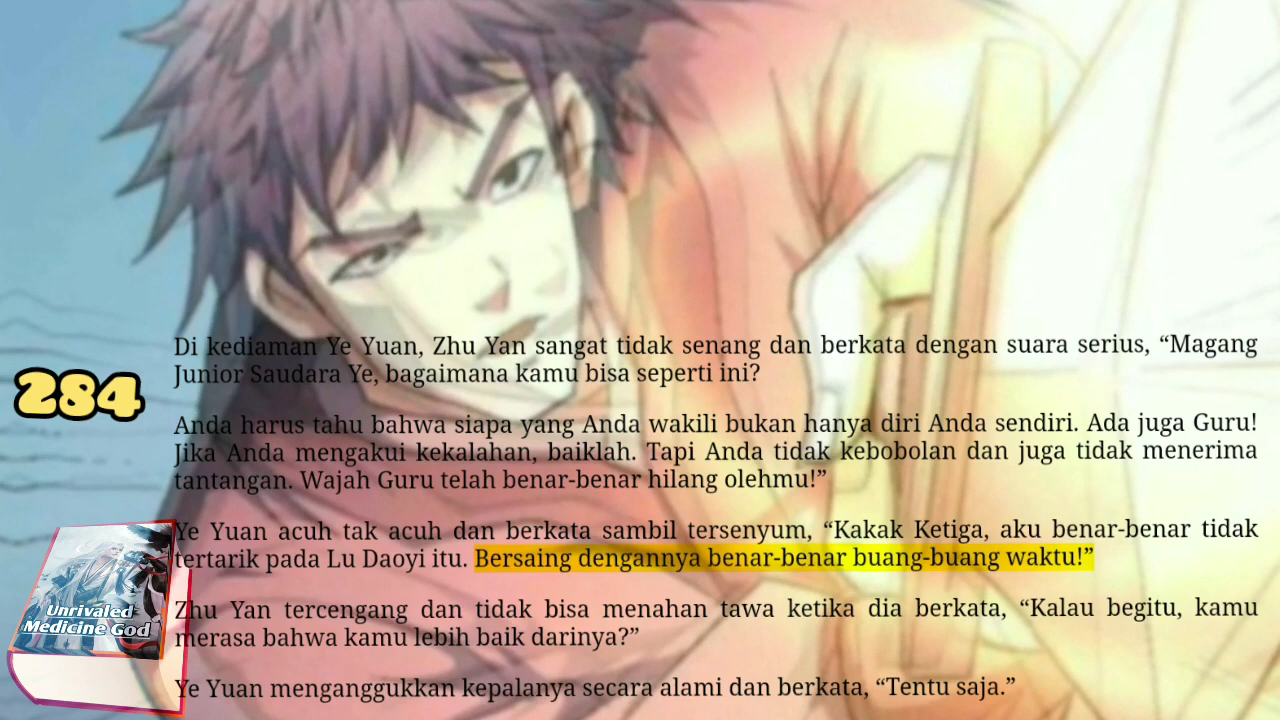 Di kediaman Ye Yuan, Zhu Yan sangat tidak senang dan berkata dengan suara serius, “Magang
Junior Saudara Ye, bagaimana kamu bisa seperti ini?
Anda harus tahu bahwa siapa yang Anda wakili bukan hanya diri Anda sendiri. Ada juga Guru!
Jika Anda mengakui kekalahan, baiklah. Tapi Anda tidak kebobolan dan juga tidak menerima
tantangan. Wajah Guru telah benar-benar hilang olehmu!”
284
Ye Yuan acuh tak acuh dan berkata sambil tersenyum, “Kakak Ketiga, aku benar-benar tidak
tertarik pada Lu Daoyi itu. Bersaing dengannya benar-benar buang-buang waktu!”
Zhu Yan tercengang dan tidak bisa menahan tawa ketika dia berkata, “Kalau begitu, kamu
merasa bahwa kamu lebih baik darinya?”
Ye Yuan menganggukkan kepalanya secara alami dan berkata, “Tentu saja.”
Unrivaled
Medicine God